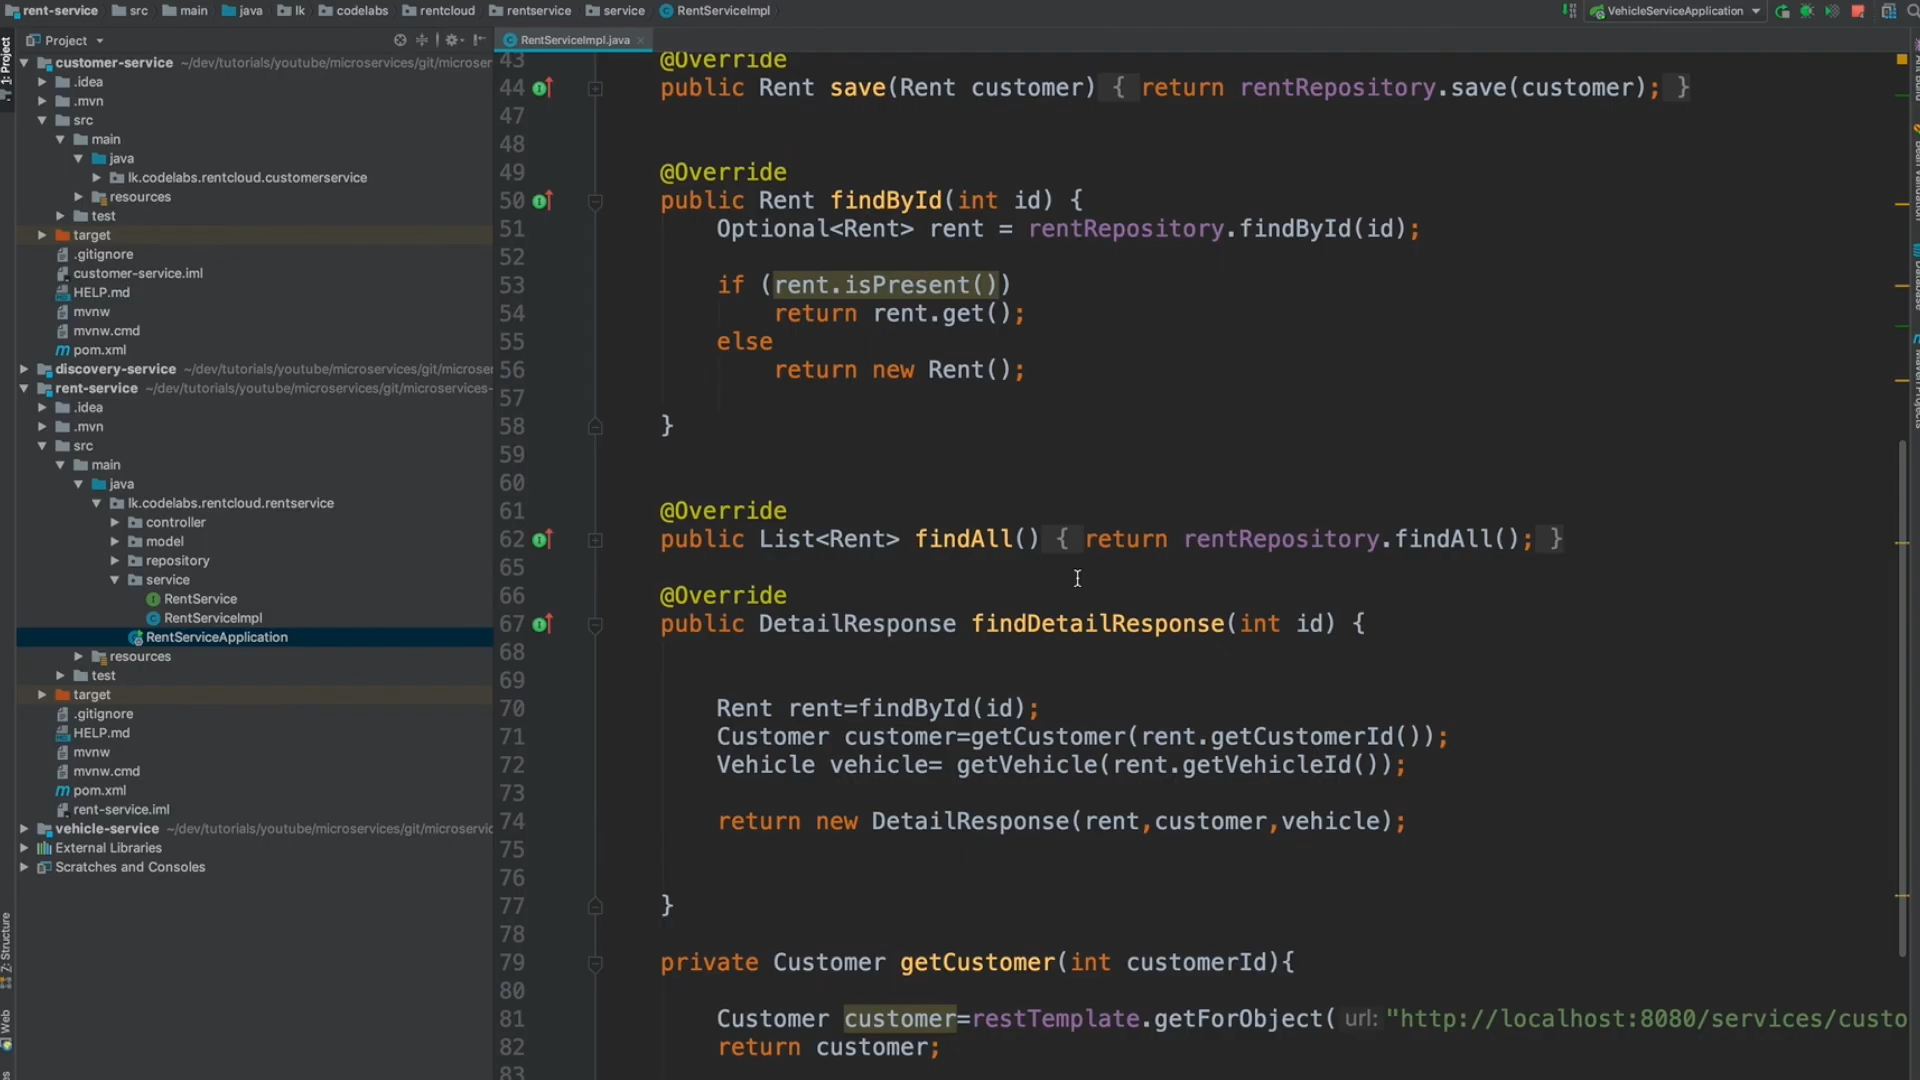 rent-service src main java lk codelabs rentcloud rentservice service RentServiceImpl VehicleServiceApplication
Project RentServiceImpl.java
1: Project
customer-service ~/dev/tutorials/youtube/microservices/git/microser
.idea
.mvn
src
main
java
lk.codelabs.rentcloud.customerservice
resources
test
target
.gitignore
customer-service.iml
HELP.md
mvnw
mvnw.cmd
pom.xml
discovery-service ~/dev/tutorials/youtube/microservices/git/microser
rent-service ~/dev/tutorials/youtube/microservices/git/microservices-
.idea
.mvn
src
main
java
lk.codelabs.rentcloud.rentservice
controller
model
repository
service
RentService
RentServiceImpl
RentServiceApplication
resources
test
target
.gitignore
HELP.md
mvnw
mvnw.cmd
pom.xml
rent-service.iml
vehicle-service ~/dev/tutorials/youtube/microservices/git/microservic
External Libraries
Scratches and Consoles
Z: Structure
Web
43 @Override
44 public Rent save(Rent customer) { return rentRepository.save(customer); }
47
48
49 @Override
50 public Rent findById(int id) {
51 Optional<Rent> rent = rentRepository.findById(id);
52
53 if (rent.isPresent())
54 return rent.get();
55 else
56 return new Rent();
57
58 }
59
60
61 @Override
62 public List<Rent> findAll() { return rentRepository.findAll(); }
65
66 @Override
67 public DetailResponse findDetailResponse(int id) {
68
69
70 Rent rent=findById(id);
71 Customer customer=getCustomer(rent.getCustomerId());
72 Vehicle vehicle= getVehicle(rent.getVehicleId());
73
74 return new DetailResponse(rent,customer,vehicle);
75
76
77 }
78
79 private Customer getCustomer(int customerId){
80
81 Customer customer=restTemplate.getForObject( url: "http://localhost:8080/services/custo
82 return customer;
83